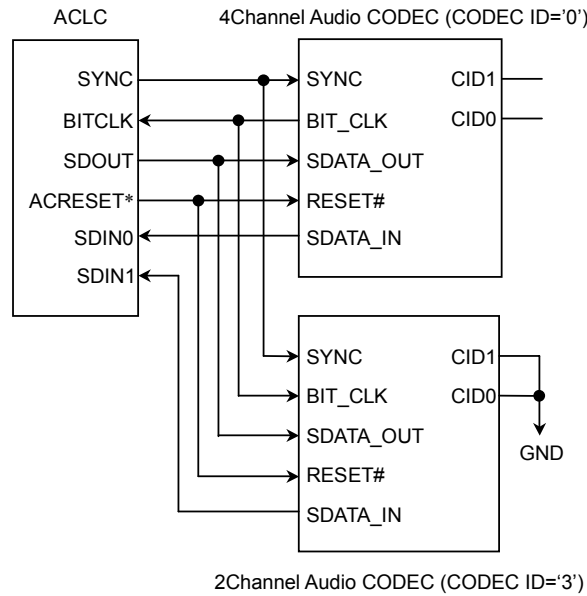 ACLC
4Channel Audio CODEC (CODEC ID='0')
SYNC
BITCLK
SDOUT
ACRESET*
SDIN0
SDIN1
SYNC
BIT_CLK
SDATA_OUT
RESET#
SDATA_IN
CID1
CID0
SYNC
BIT_CLK
SDATA_OUT
RESET#
SDATA_IN
CID1
CID0
GND
2Channel Audio CODEC (CODEC ID=‘3’)